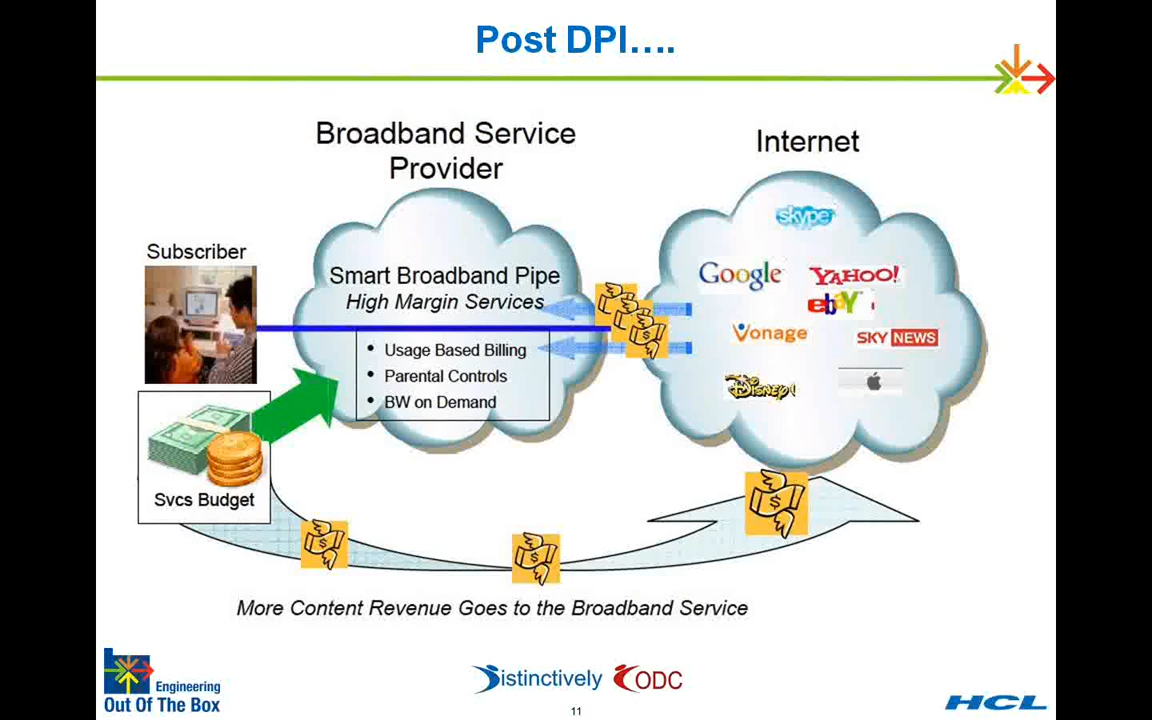 Post DPI....
Broadband Service
Provider
Internet
Subscriber
skype
Google
YAHOO!
ebaY
Vonage
SKY NEWS
DISNEY!
Smart Broadband Pipe
High Margin Services
• Usage Based Billing
• Parental Controls
• BW on Demand
$
$
$
$
Svcs Budget
More Content Revenue Goes to the Broadband Service
Engineering
Out Of The Box
Distinctively ODC
HCL
11